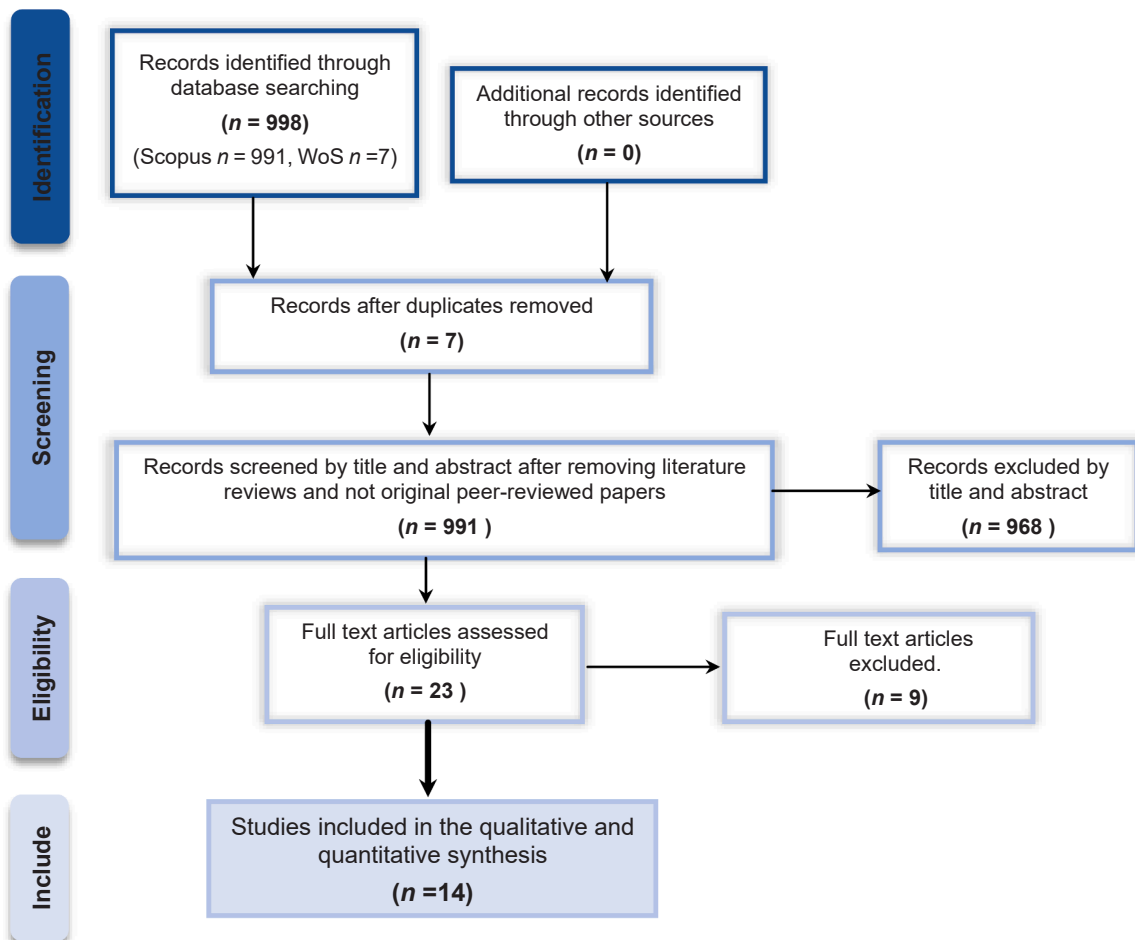 Identification
Records identified through
database searching
(n = 998)
(Scopus n = 991, WoS n =7)
Additional records identified
through other sources
(n = 0)
Screening
Records after duplicates removed
(n = 7)
Records screened by title and abstract after removing literature
reviews and not original peer-reviewed papers
(n = 991 )
Records excluded by
title and abstract
(n = 968 )
Eligibility
Full text articles assessed
for eligibility
(n = 23 )
Full text articles
excluded.
(n = 9)
Include
Studies included in the qualitative and
quantitative synthesis
(n =14)